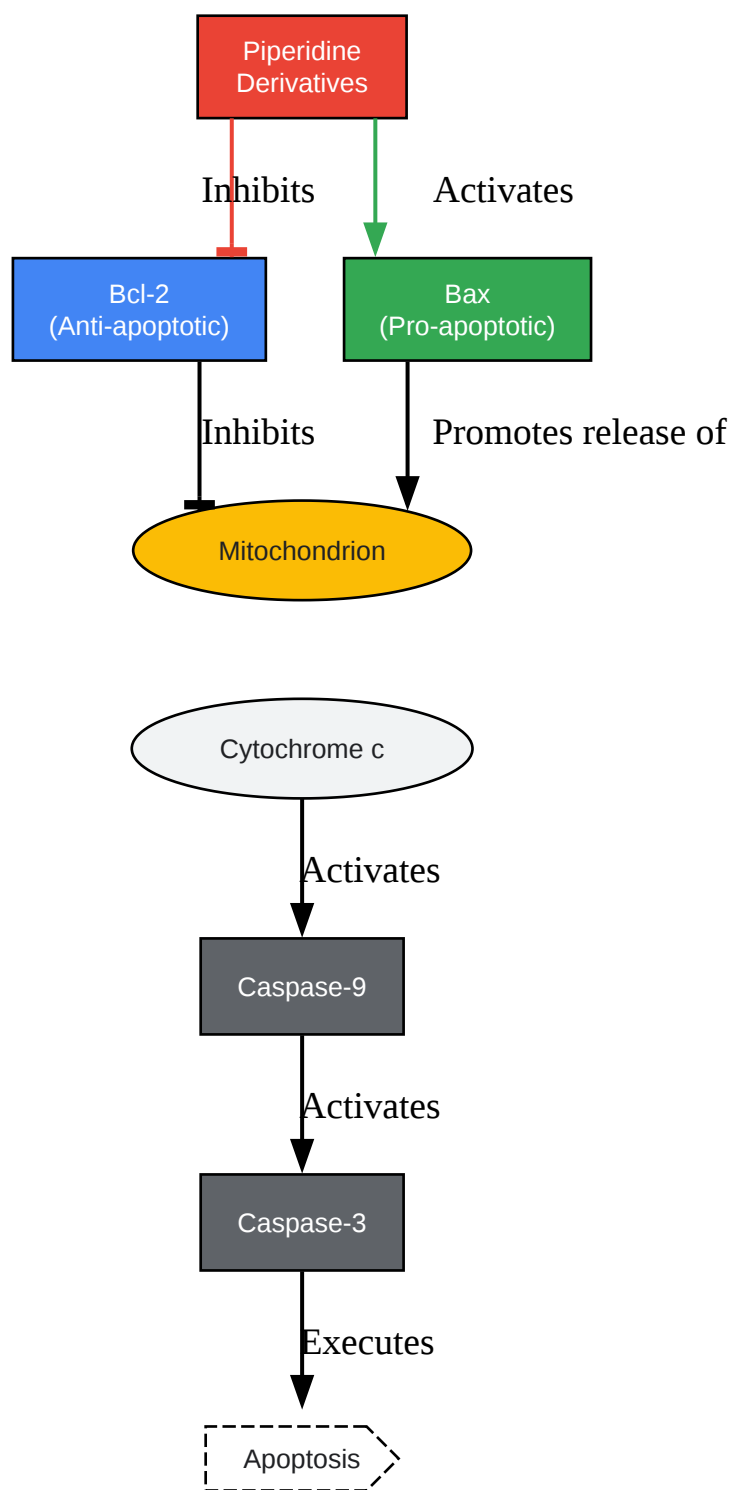 Piperidine
Derivatives
Inhibits
Activates
Bcl-2
(Anti-apoptotic)
Bax
(Pro-apoptotic)
Inhibits
Promotes release of
Mitochondrion
Cytochrome c
Activates
Caspase-9
Activates
Caspase-3
Executes
Apoptosis